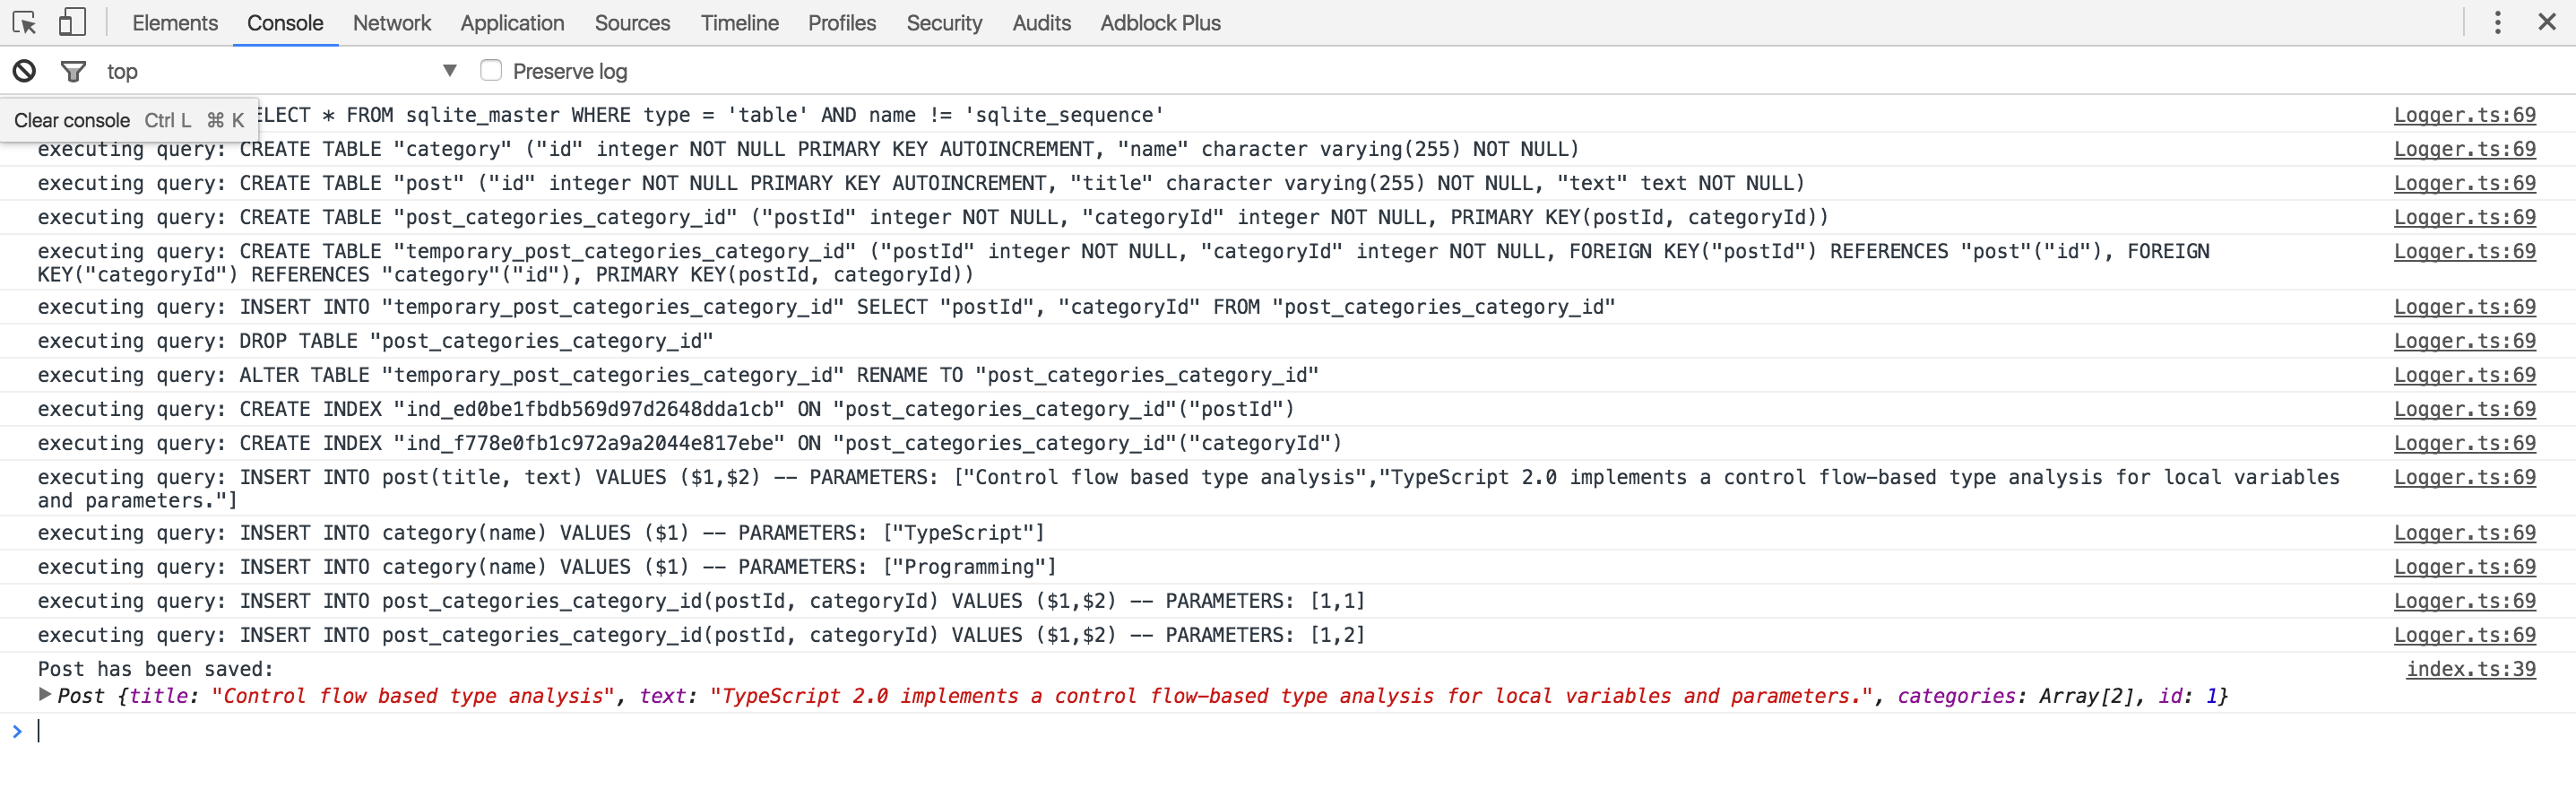 Elements Console Network Application Sources Timeline Profiles Security Audits Adblock Plus
top Preserve log
Clear console Ctrl L ⌘ K
ELECT * FROM sqlite_master WHERE type = 'table' AND name != 'sqlite_sequence' Logger.ts:69
executing query: CREATE TABLE "category" ("id" integer NOT NULL PRIMARY KEY AUTOINCREMENT, "name" character varying(255) NOT NULL) Logger.ts:69
executing query: CREATE TABLE "post" ("id" integer NOT NULL PRIMARY KEY AUTOINCREMENT, "title" character varying(255) NOT NULL, "text" text NOT NULL) Logger.ts:69
executing query: CREATE TABLE "post_categories_category_id" ("postId" integer NOT NULL, "categoryId" integer NOT NULL, PRIMARY KEY(postId, categoryId)) Logger.ts:69
executing query: CREATE TABLE "temporary_post_categories_category_id" ("postId" integer NOT NULL, "categoryId" integer NOT NULL, FOREIGN KEY("postId") REFERENCES "post"("id"), FOREIGN Logger.ts:69
KEY("categoryId") REFERENCES "category"("id"), PRIMARY KEY(postId, categoryId))
executing query: INSERT INTO "temporary_post_categories_category_id" SELECT "postId", "categoryId" FROM "post_categories_category_id" Logger.ts:69
executing query: DROP TABLE "post_categories_category_id" Logger.ts:69
executing query: ALTER TABLE "temporary_post_categories_category_id" RENAME TO "post_categories_category_id" Logger.ts:69
executing query: CREATE INDEX "ind_ed0be1fbdb569d97d2648dda1cb" ON "post_categories_category_id"("postId") Logger.ts:69
executing query: CREATE INDEX "ind_f778e0fb1c972a9a2044e817ebe" ON "post_categories_category_id"("categoryId") Logger.ts:69
executing query: INSERT INTO post(title, text) VALUES ($1,$2) -- PARAMETERS: ["Control flow based type analysis","TypeScript 2.0 implements a control flow-based type analysis for local variables Logger.ts:69
and parameters."]
executing query: INSERT INTO category(name) VALUES ($1) -- PARAMETERS: ["TypeScript"] Logger.ts:69
executing query: INSERT INTO category(name) VALUES ($1) -- PARAMETERS: ["Programming"] Logger.ts:69
executing query: INSERT INTO post_categories_category_id(postId, categoryId) VALUES ($1,$2) -- PARAMETERS: [1,1] Logger.ts:69
executing query: INSERT INTO post_categories_category_id(postId, categoryId) VALUES ($1,$2) -- PARAMETERS: [1,2] Logger.ts:69
Post has been saved: index.ts:39
Post {title: "Control flow based type analysis", text: "TypeScript 2.0 implements a control flow-based type analysis for local variables and parameters.", categories: Array[2], id: 1}